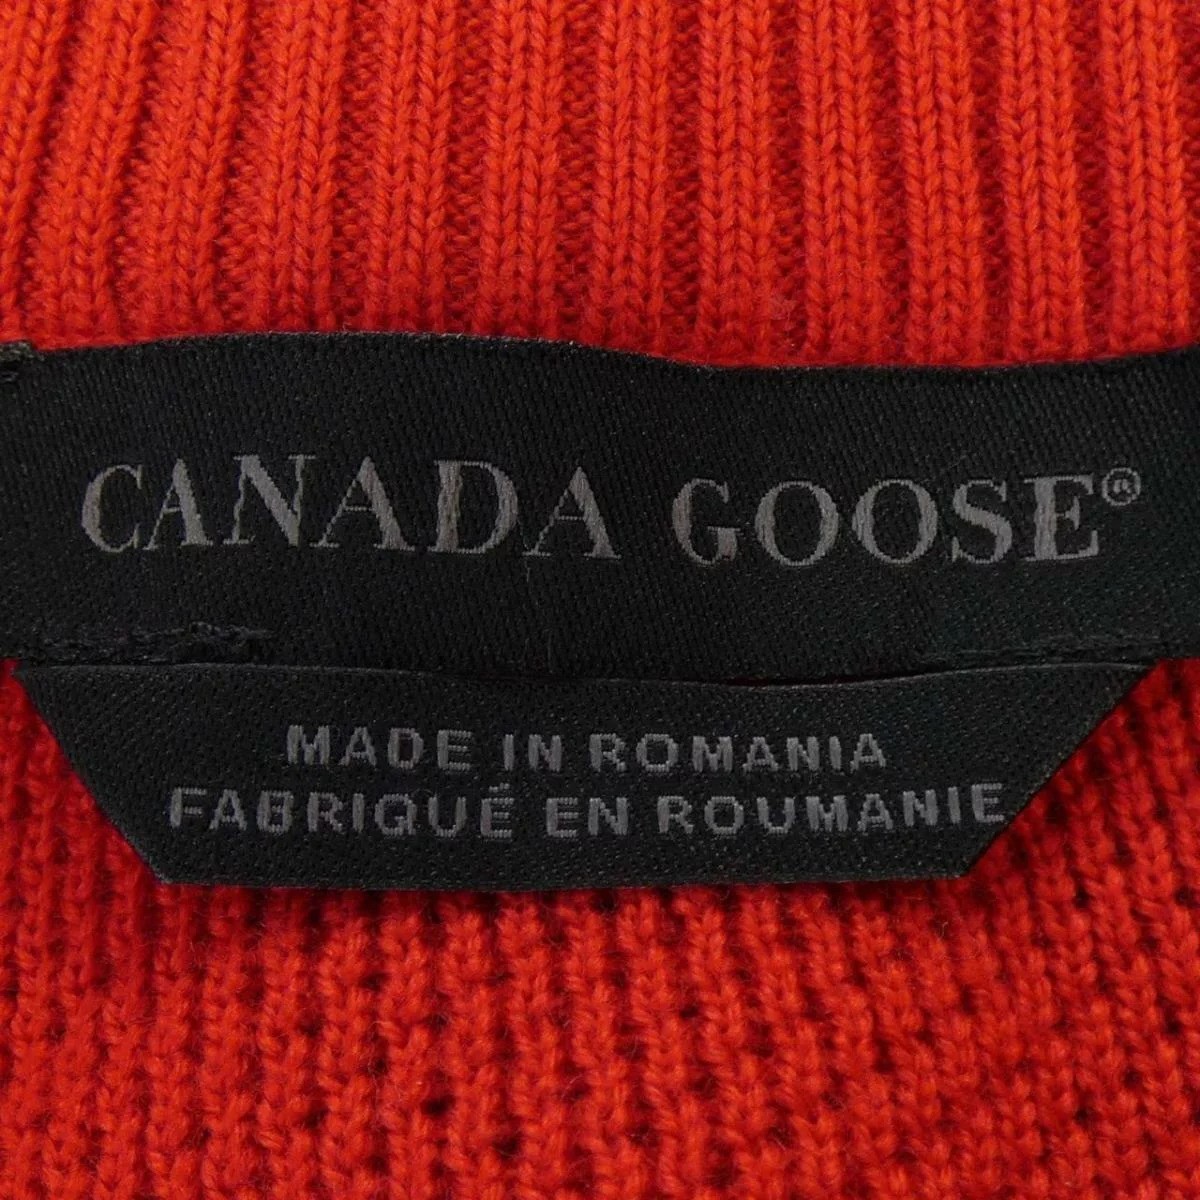 CANADA GOOSE®
MADE IN ROMANIA
FABRIQUÉ EN ROUMANIE